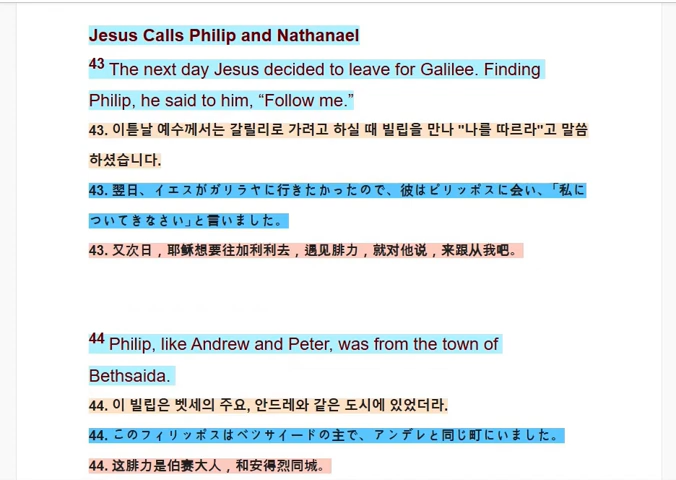 Jesus Calls Philip and Nathanael
43 The next day Jesus decided to leave for Galilee. Finding
Philip, he said to him, “Follow me.”
43. 이튿날 예수께서는 갈릴리로 가려고 하실 때 빌립을 만나 "나를 따르라"고 말씀
하셨습니다.
43. 翌日、イエスがガリラヤに行きたかったので、彼はピリッポスに会い、「私に
ついてきなさい」と言いました。
43. 又次日，耶稣想要往加利利去，遇见腓力，就对他说，来跟从我吧。
44 Philip, like Andrew and Peter, was from the town of
Bethsaida.
44. 이 빌립은 벳세의 주요, 안드레와 같은 도시에 있었더라.
44. このフィリッポスはベツサイードの主で、アンデレと同じ町にいました。
44. 这腓力是伯赛大人，和安得烈同城。